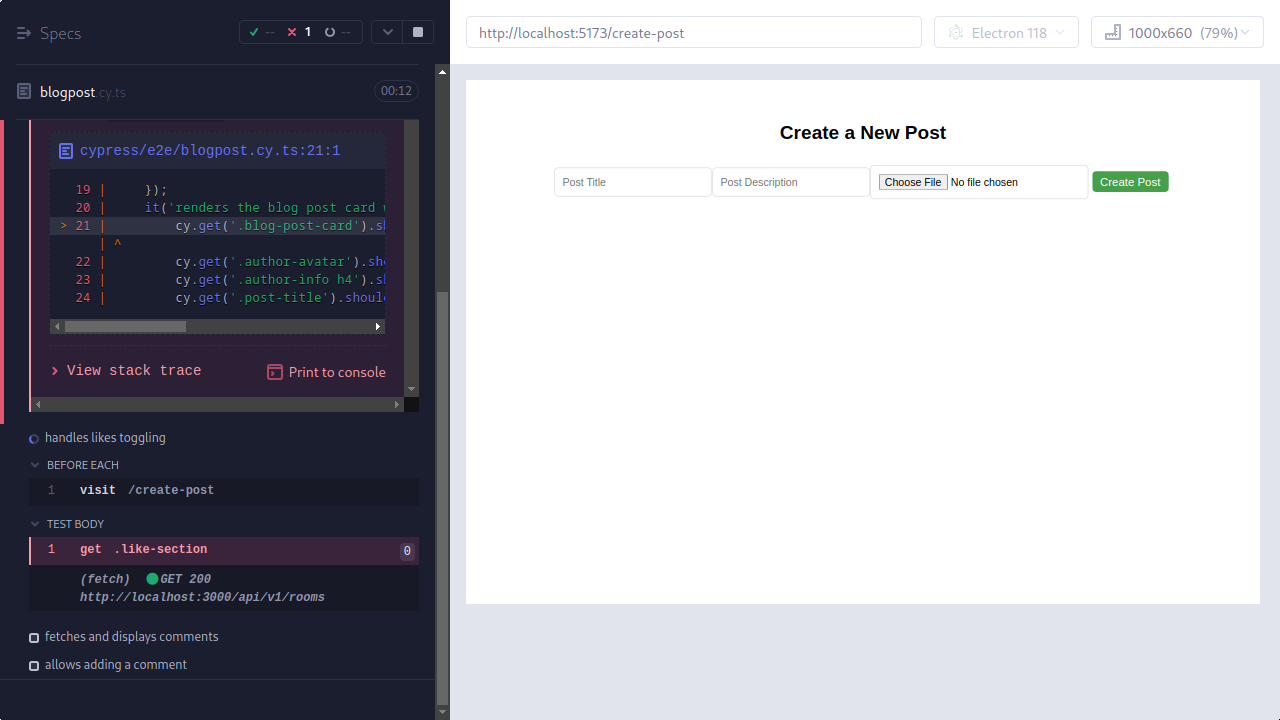 Specs
-- 1 --
blogpost.cy.ts 00:12
cypress/e2e/blogpost.cy.ts:21:1
19 | });
20 | it('renders the blog post card
> 21 | cy.get('.blog-post-card').sh
| ^
22 | cy.get('.author-avatar').sho
23 | cy.get('.author-info h4').sh
24 | cy.get('.post-title').should
View stack trace
Print to console
handles likes toggling
BEFORE EACH
1 visit /create-post
TEST BODY
1 get .like-section 0
(fetch) GET 200
http://localhost:3000/api/v1/rooms
fetches and displays comments
allows adding a comment
http://localhost:5173/create-post
Electron 118
1000x660 (79%)
Create a New Post
Post Title
Post Description
Choose File No file chosen
Create Post